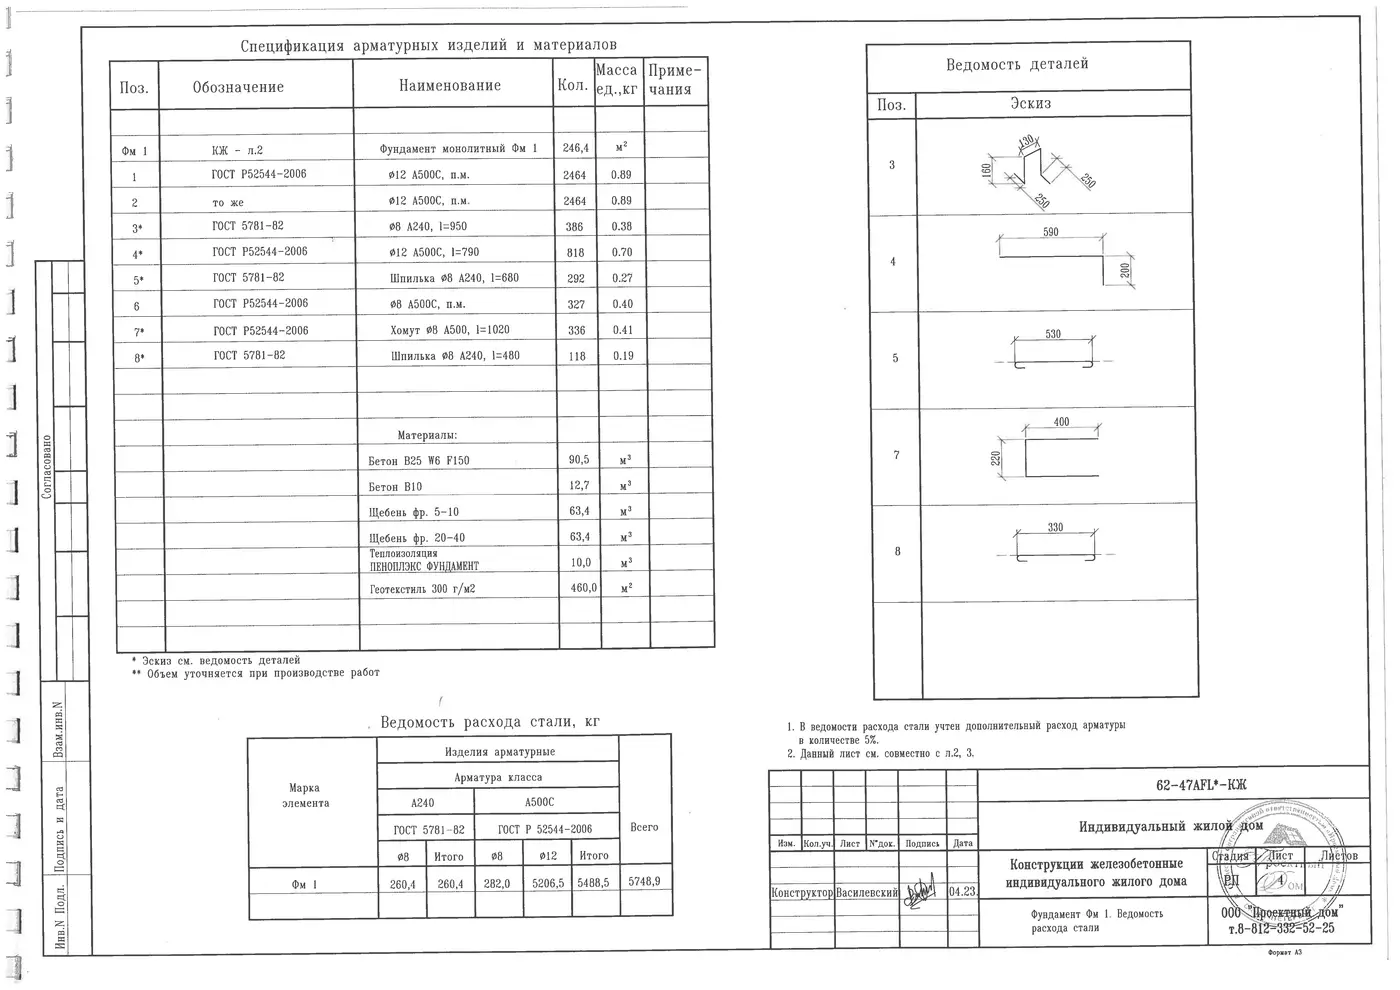 Спецификация арматурных изделий и материалов
Поз. Обозначение Наименование Кол. Масса ед.,кг Приме-чания
Фм 1 КЖ - л.2 Фундамент монолитный Фм 1 246,4 м²
1 ГОСТ Р52544-2006 ø12 А500С, п.м. 2464 0.89
2 то же ø12 А500С, п.м. 2464 0.89
3* ГОСТ 5781-82 ø8 А240, l=950 386 0.38
4* ГОСТ Р52544-2006 ø12 А500С, l=790 818 0.70
5* ГОСТ 5781-82 Шпилька ø8 А240, l=680 292 0.27
6 ГОСТ Р52544-2006 ø8 А500С, п.м. 327 0.40
7* ГОСТ Р52544-2006 Хомут ø8 А500, l=1020 336 0.41
8* ГОСТ 5781-82 Шпилька ø8 А240, l=480 118 0.19
Материалы:
Бетон В25 W6 F150 90,5 м³
Бетон В10 12,7 м³
Щебень фр. 5-10 63,4 м³
Щебень фр. 20-40 63,4 м³
Теплоизоляция
ПЕНОПЛЭКС ФУНДАМЕНТ 10,0 м³
Геотекстиль 300 г/м2 460,0 м²
* Эскиз см. ведомость деталей
** Объем уточняется при производстве работ
Ведомость расхода стали, кг
Марка элемента
Изделия арматурные
Арматура класса
А240 А500С
ГОСТ 5781-82 ГОСТ Р 52544-2006
Всего
ø8 Итого ø8 ø12 Итого
Фм 1 260,4 260,4 282,0 5206,5 5488,5 5748,9
Ведомость деталей
Поз. Эскиз
3 130 160 250 250
4 590 200
5 530
7 400 220
8 330
1. В ведомости расхода стали учтен дополнительный расход арматуры
в количестве 5%.
2. Данный лист см. совместно с л.2, 3.
62-47AFL*-КЖ
Индивидуальный жилой дом
Изм. Кол.уч. Лист N°док. Подпись Дата
Конструктор Василевский 04.23.
Конструкции железобетонные
индивидуального жилого дома
Стадия Лист Листов
РП 4
Фундамент Фм 1. Ведомость
расхода стали
ООО "Проектный дом"
т.8-812-332-52-25
Формат А3
Согласовано
Взам.инв.N
Подпись и дата
Инв.N Подл.